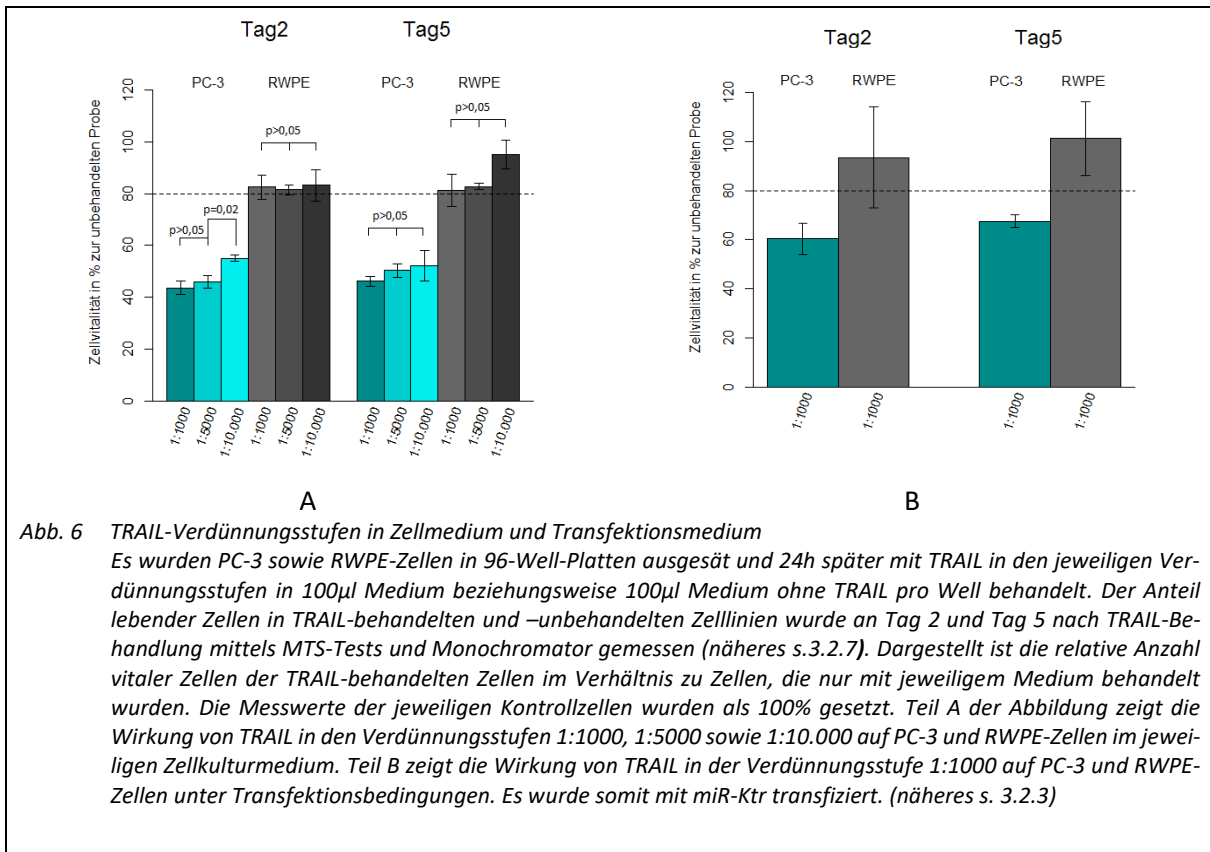 Tag2 Tag5
PC-3 RWPE PC-3 RWPE
Zellvitalität in % zur unbehandelten Probe
120
100
80
60
40
20
0
p>0,05 p=0,02 p>0,05 p>0,05 p>0,05
1:1000 1:5000 1:10.000 1:1000 1:5000 1:10.000 1:1000 1:5000 1:10.000 1:1000 1:5000 1:10.000
A
Tag2 Tag5
PC-3 RWPE PC-3 RWPE
Zellvitalität in % zur unbehandelten Probe
120
100
80
60
40
20
0
1:1000 1:1000 1:1000 1:1000
B
Abb. 6 TRAIL-Verdünnungsstufen in Zellmedium und Transfektionsmedium
Es wurden PC-3 sowie RWPE-Zellen in 96-Well-Platten ausgesät und 24h später mit TRAIL in den jeweiligen Ver-
dünnungsstufen in 100µl Medium beziehungsweise 100µl Medium ohne TRAIL pro Well behandelt. Der Anteil
lebender Zellen in TRAIL-behandelten und –unbehandelten Zelllinien wurde an Tag 2 und Tag 5 nach TRAIL-Be-
handlung mittels MTS-Tests und Monochromator gemessen (näheres s.3.2.7). Dargestellt ist die relative Anzahl
vitaler Zellen der TRAIL-behandelten Zellen im Verhältnis zu Zellen, die nur mit jeweiligem Medium behandelt
wurden. Die Messwerte der jeweiligen Kontrollzellen wurden als 100% gesetzt. Teil A der Abbildung zeigt die
Wirkung von TRAIL in den Verdünnungsstufen 1:1000, 1:5000 sowie 1:10.000 auf PC-3 und RWPE-Zellen im jewei-
ligen Zellkulturmedium. Teil B zeigt die Wirkung von TRAIL in der Verdünnungsstufe 1:1000 auf PC-3 und RWPE-
Zellen unter Transfektionsbedingungen. Es wurde somit mit miR-Ktr transfiziert. (näheres s. 3.2.3)